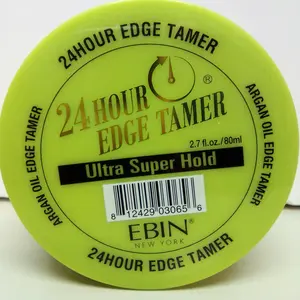 24HOUR EDGE TAMER
24 HOUR ®
EDGE TAMER
2.7 fl.oz./80ml
Ultra Super Hold
8 12429 03065 6
EBIN®
NEW YORK
24HOUR EDGE TAMER
ARGAN OIL EDGE TAMER
ARGAN OIL EDGE TAMER